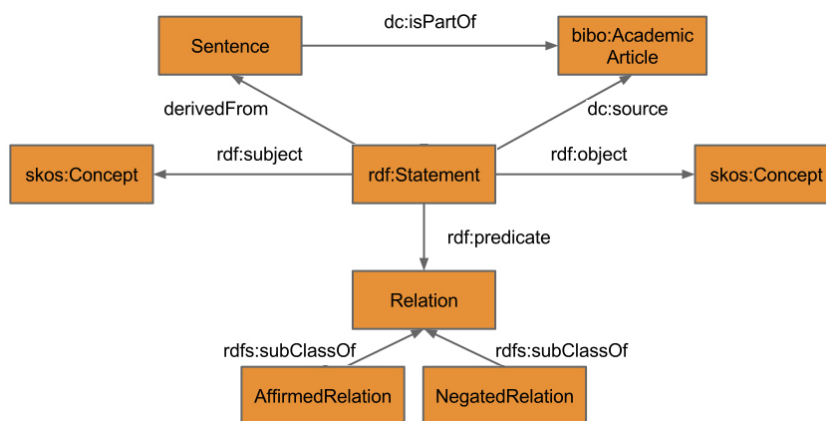 dc:isPartOf
Sentence
bibo:Academic
Article
derivedFrom
dc:source
rdf:subject
rdf:object
skos:Concept
rdf:Statement
skos:Concept
rdf:predicate
Relation
rdfs:subClassOf
rdfs:subClassOf
AffirmedRelation
NegatedRelation